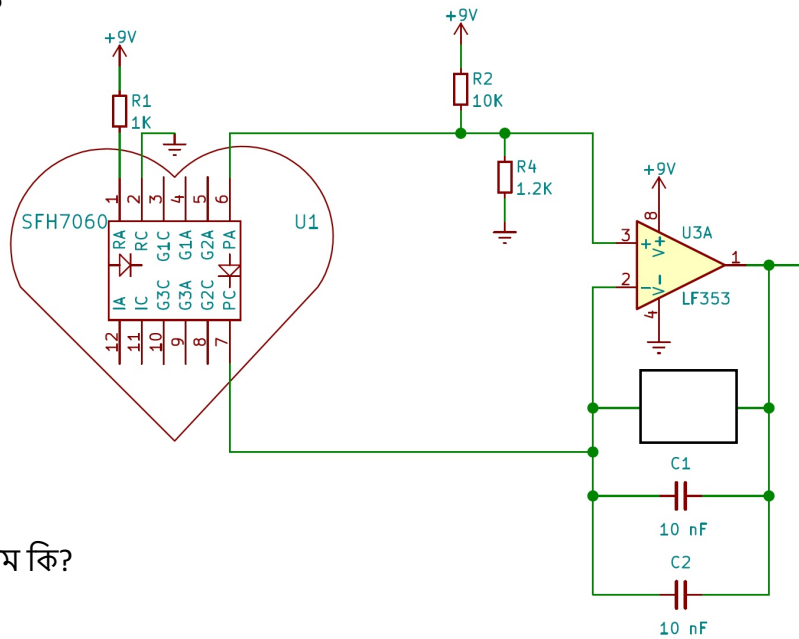 +9V
+9V
R1
1K
R2
10K
R4
1.2K
+9V
SFH7060
U1
1
2
3
4
5
6
RA
RC
G1C
G1A
G2A
PA
IA
IC
G3C
G3A
G2C
PC
12
11
10
9
8
7
3
2
8
4
1
+
V+
V-
U3A
LF353
C1
10 nF
C2
10 nF
কি?